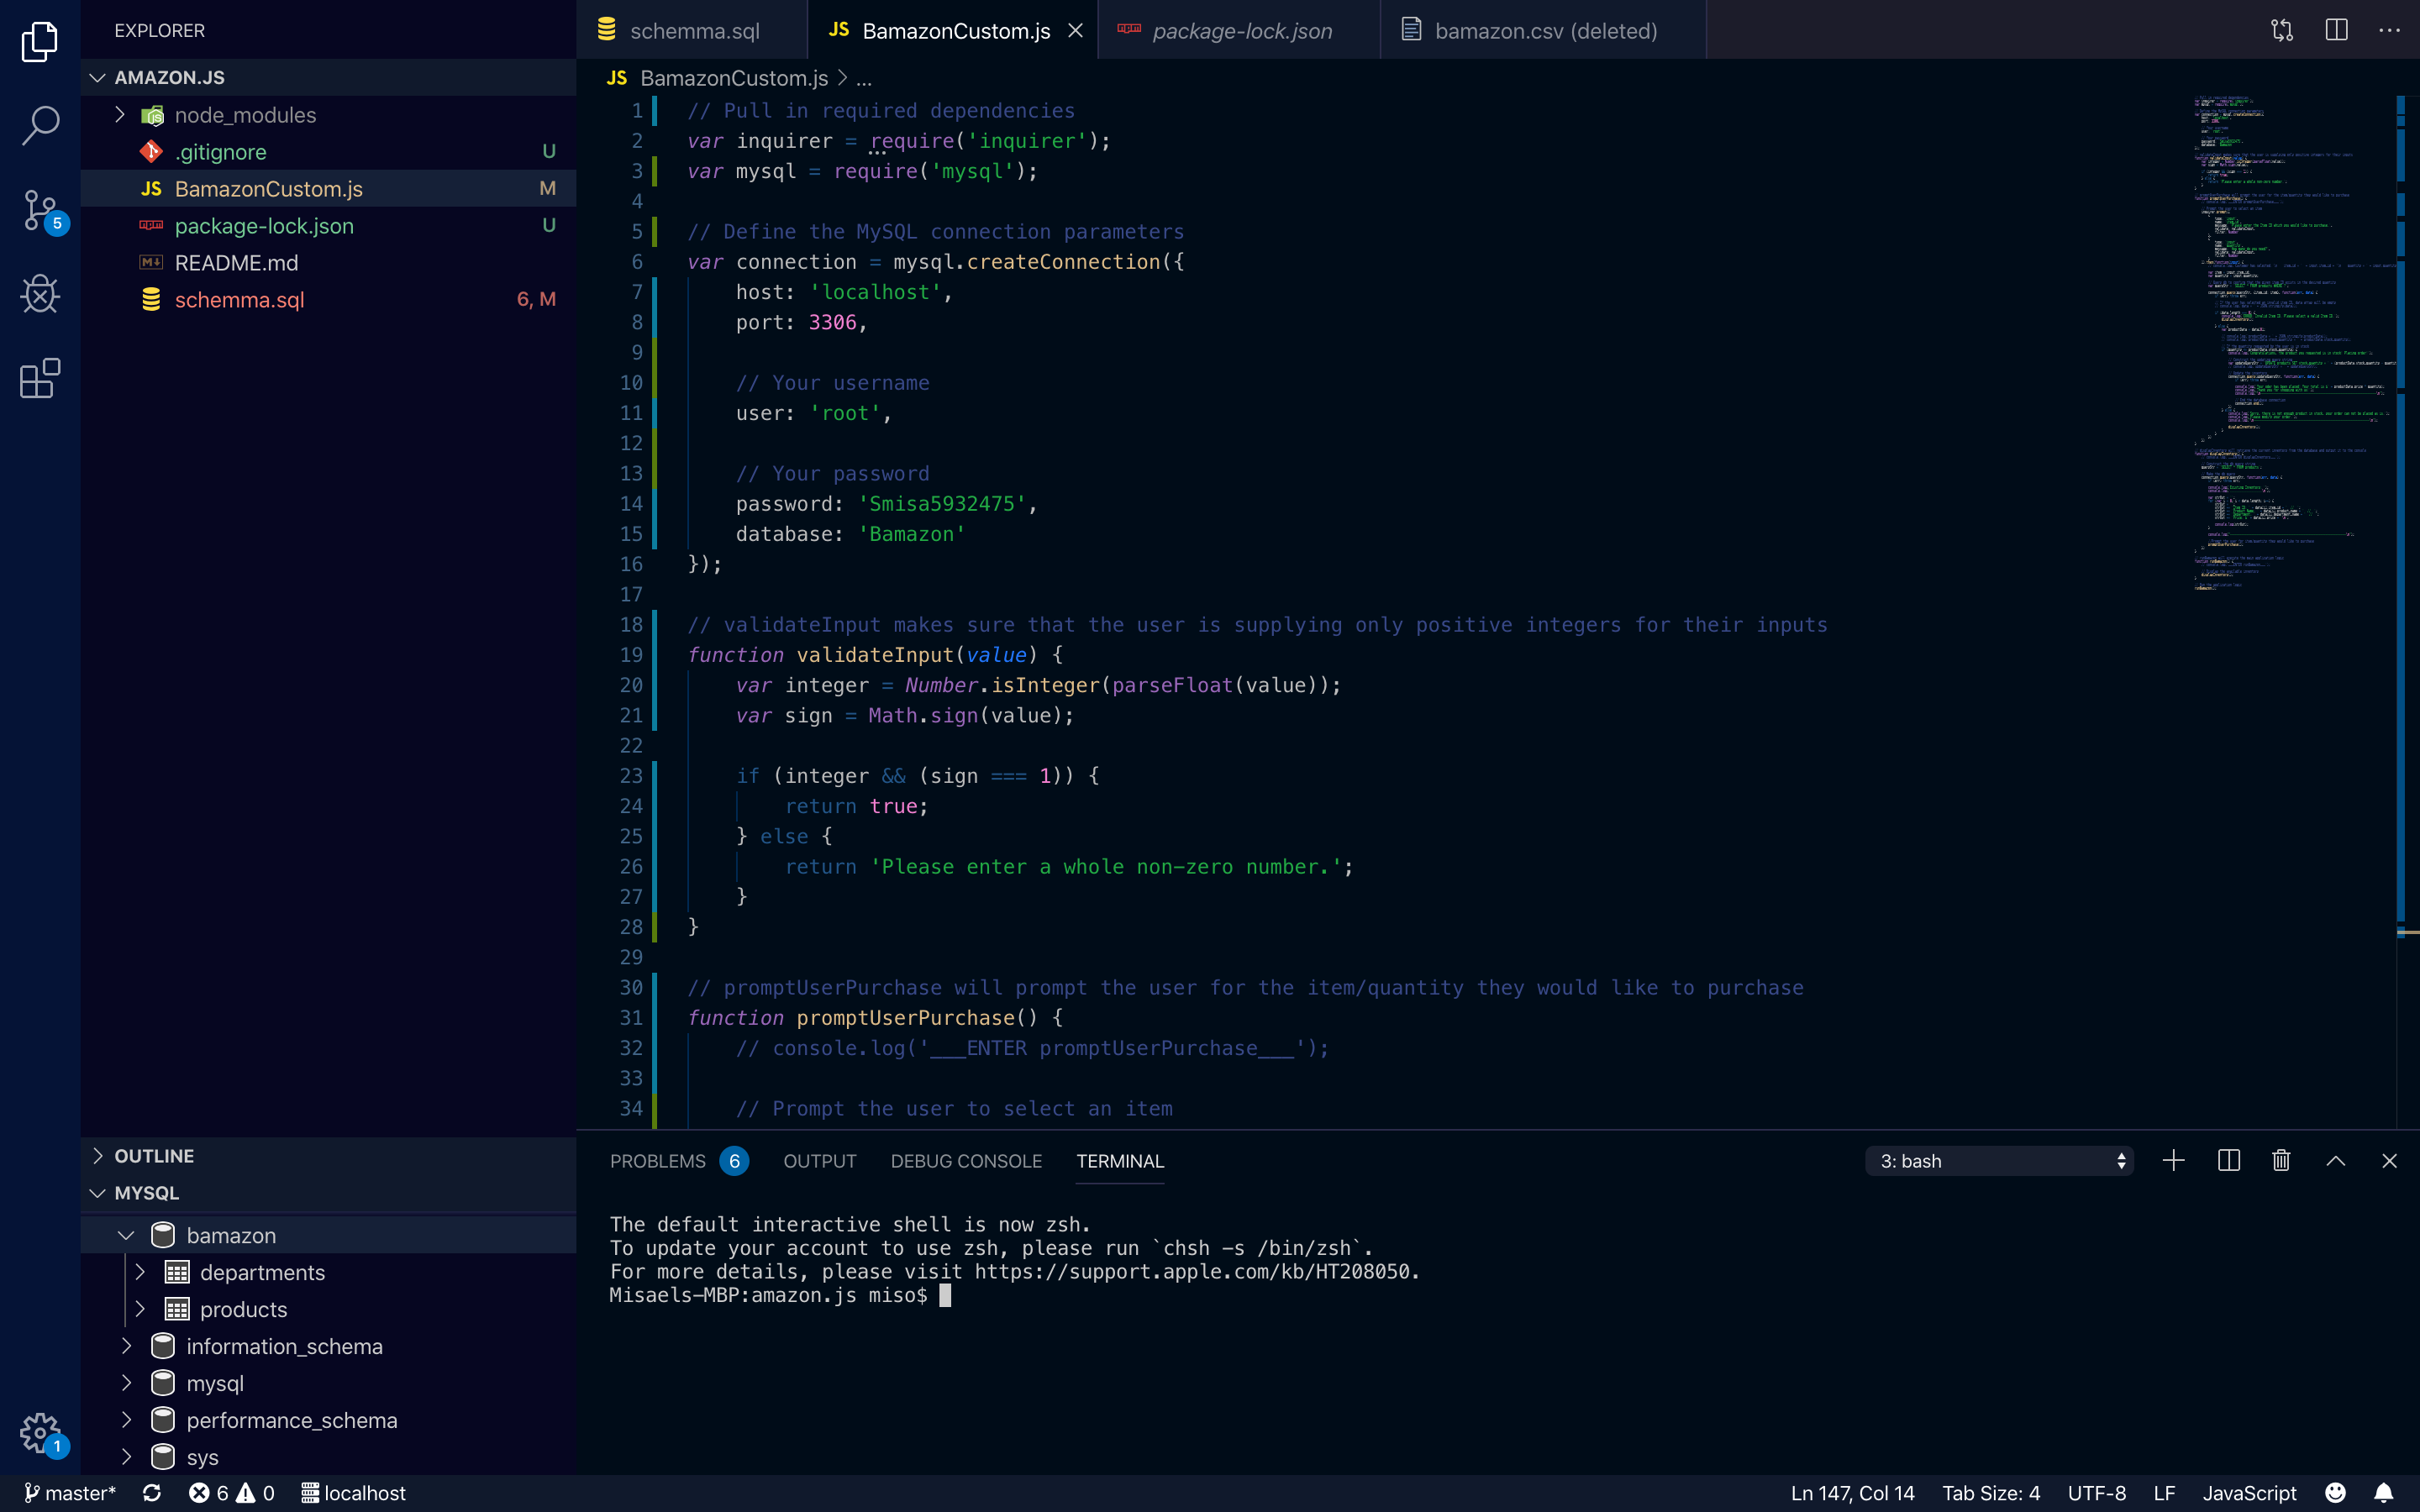 EXPLORER
AMAZON.JS
node_modules
.gitignore U
JS BamazonCustom.js M
package-lock.json U
README.md
schemma.sql 6, M
OUTLINE
MYSQL
bamazon
departments
products
information_schema
mysql
performance_schema
sys
5
1
schemma.sql
JS BamazonCustom.js
package-lock.json
bamazon.csv (deleted)
JS BamazonCustom.js > ...
1 // Pull in required dependencies
2 var inquirer = require('inquirer');
3 var mysql = require('mysql');
4
5 // Define the MySQL connection parameters
6 var connection = mysql.createConnection({
7 host: 'localhost',
8 port: 3306,
9
10 // Your username
11 user: 'root',
12
13 // Your password
14 password: 'Smisa5932475',
15 database: 'Bamazon'
16 });
17
18 // validateInput makes sure that the user is supplying only positive integers for their inputs
19 function validateInput(value) {
20 var integer = Number.isInteger(parseFloat(value));
21 var sign = Math.sign(value);
22
23 if (integer && (sign === 1)) {
24 return true;
25 } else {
26 return 'Please enter a whole non-zero number.';
27 }
28 }
29
30 // promptUserPurchase will prompt the user for the item/quantity they would like to purchase
31 function promptUserPurchase() {
32 // console.log('___ENTER promptUserPurchase___');
33
34 // Prompt the user to select an item
PROBLEMS 6 OUTPUT DEBUG CONSOLE TERMINAL 3: bash
The default interactive shell is now zsh.
To update your account to use zsh, please run `chsh -s /bin/zsh`.
For more details, please visit https://support.apple.com/kb/HT208050.
Misaels-MBP:amazon.js miso$
master* 6 0 localhost Ln 147, Col 14 Tab Size: 4 UTF-8 LF JavaScript